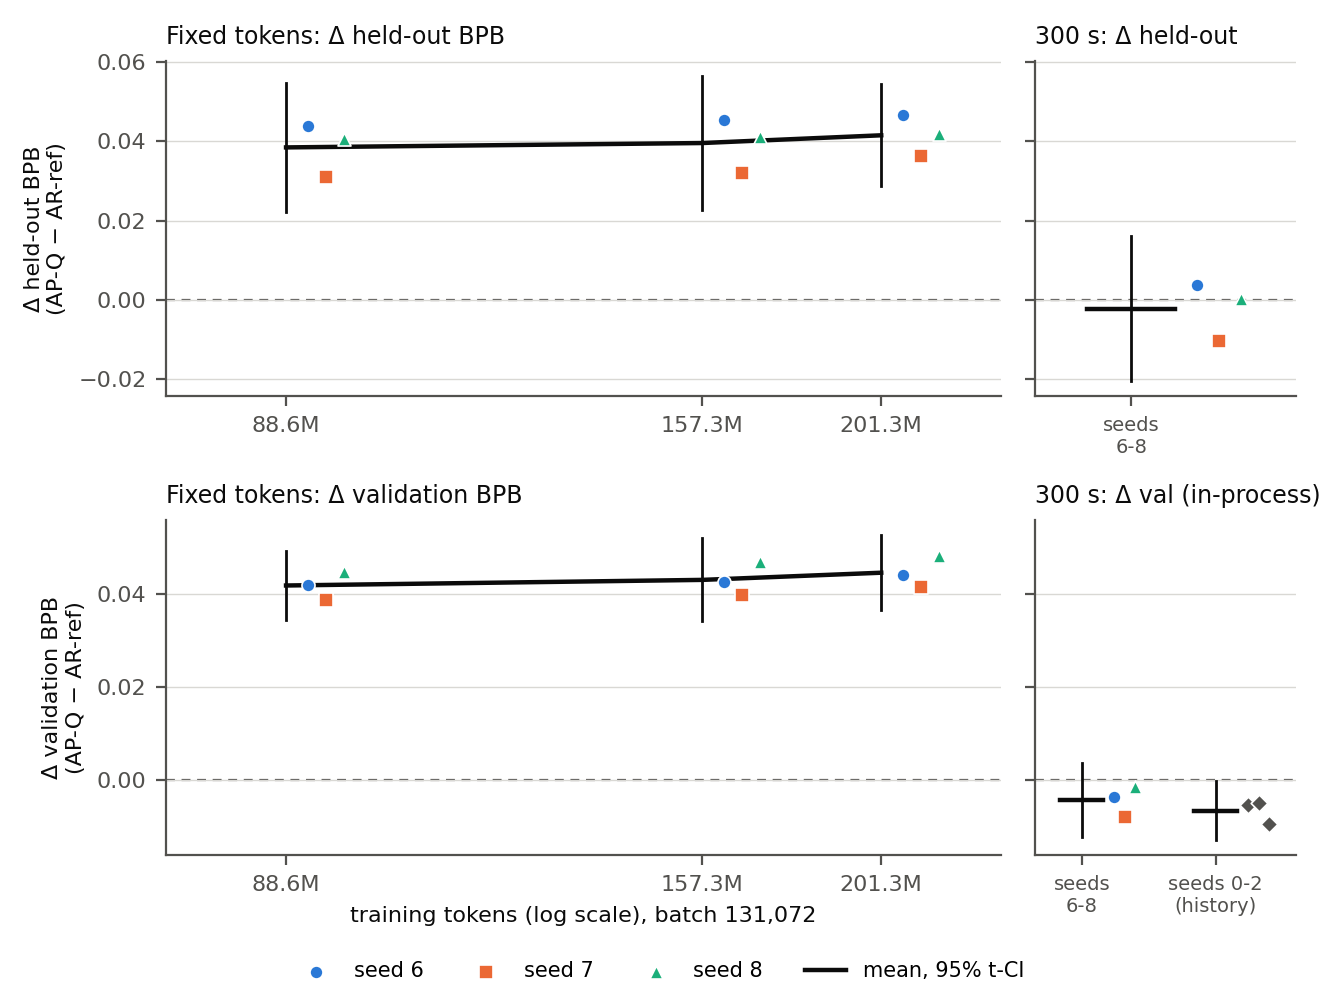 Fixed tokens: Δ held-out BPB
300 s: Δ held-out
Δ held-out BPB
(AP-Q − AR-ref)
0.06
0.04
0.02
0.00
−0.02
88.6M
157.3M
201.3M
seeds
6-8
Fixed tokens: Δ validation BPB
300 s: Δ val (in-process)
Δ validation BPB
(AP-Q − AR-ref)
0.04
0.02
0.00
88.6M
157.3M
201.3M
training tokens (log scale), batch 131,072
seeds
6-8
seeds 0-2
(history)
seed 6
seed 7
seed 8
mean, 95% t-CI